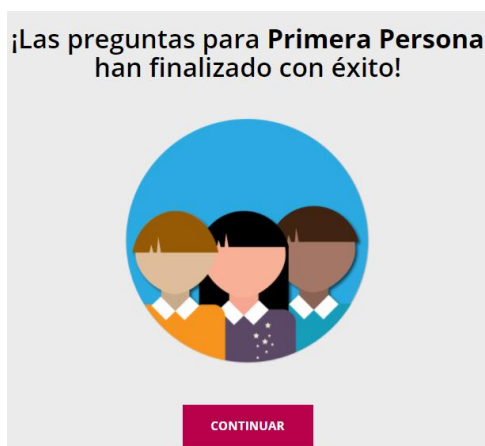 ¡Las preguntas para Primera Persona
han finalizado con éxito!
CONTINUAR